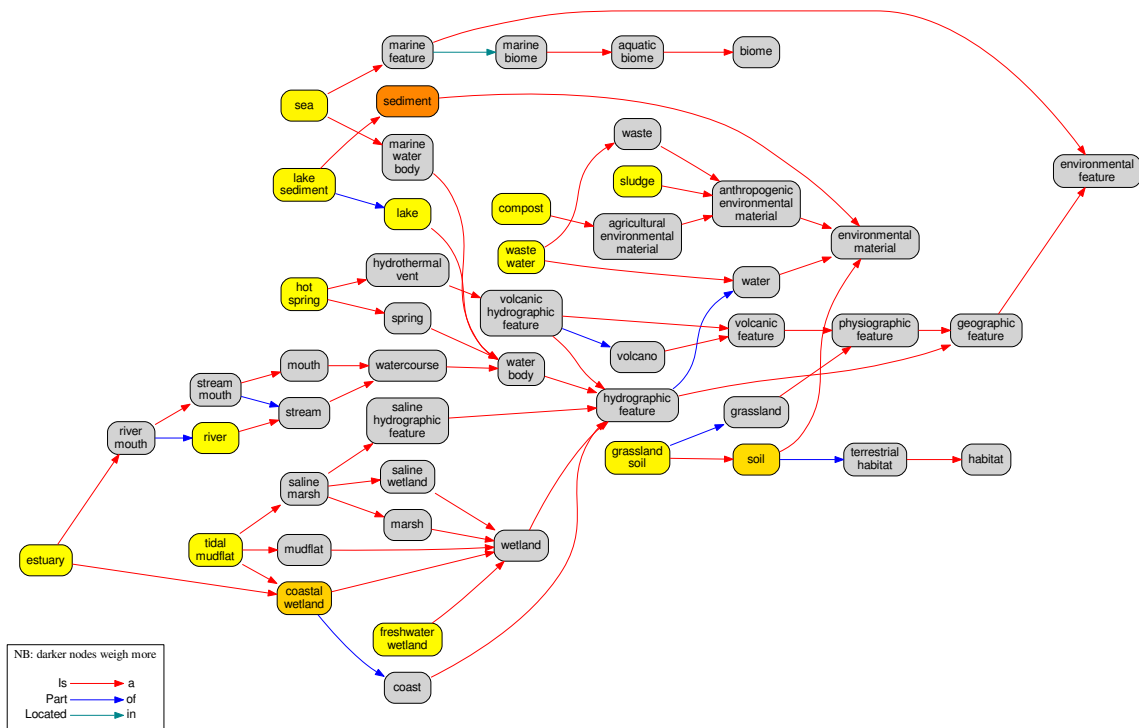 marine
feature
marine
biome
aquatic
biome
biome
sea
sediment
marine
water
body
waste
environmental
feature
lake
sediment
lake
sludge
anthropogenic
environmental
material
compost
agricultural
environmental
material
environmental
material
waste
water
water
hydrothermal
vent
hot
spring
spring
volcanic
hydrographic
feature
volcano
volcanic
feature
physiographic
feature
geographic
feature
mouth
watercourse
water
body
stream
mouth
stream
saline
hydrographic
feature
hydrographic
feature
grassland
river
mouth
river
grassland
soil
soil
terrestrial
habitat
habitat
saline
marsh
saline
wetland
marsh
tidal
mudflat
mudflat
wetland
estuary
coastal
wetland
freshwater
wetland
coast
NB: darker nodes weigh more
Is a
Part of
Located in